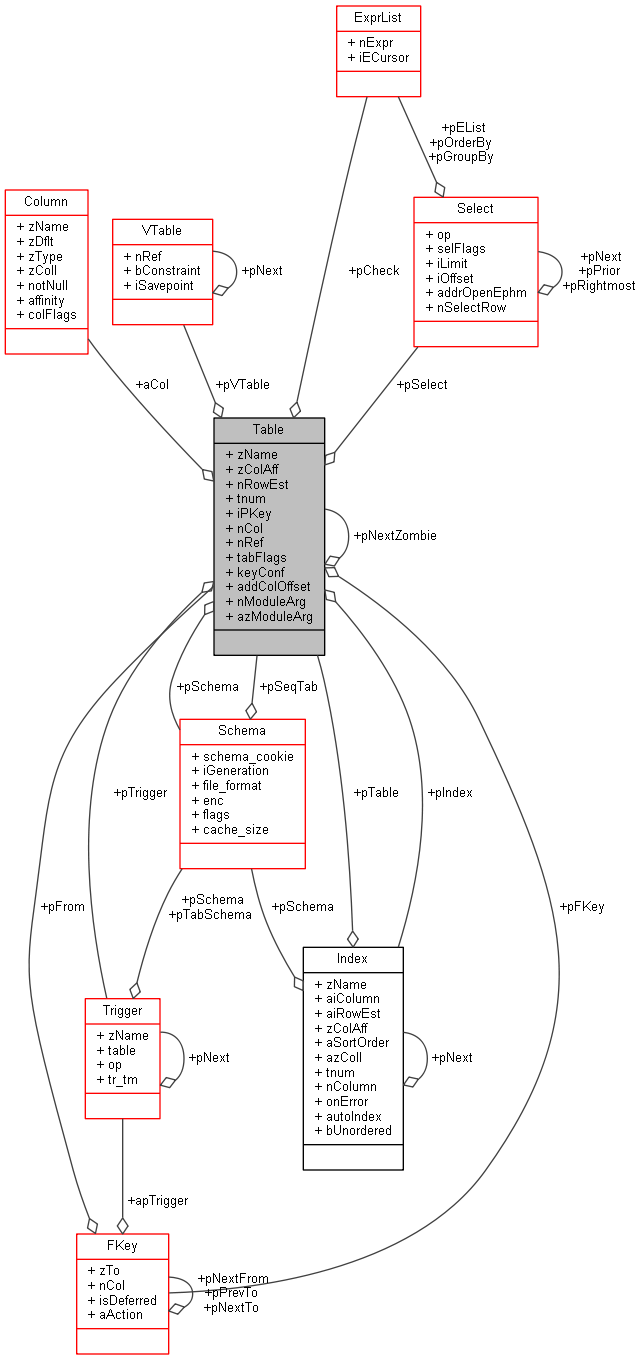 ExprList
+ nExpr
+ iECursor
+pEList
+pOrderBy
+pGroupBy
Column
+ zName
+ zDflt
+ zType
+ zColl
+ notNull
+ affinity
+ colFlags
VTable
+ nRef
+ bConstraint
+ iSavepoint
+pNext
+pCheck
Select
+ op
+ selFlags
+ iLimit
+ iOffset
+ addrOpenEphm
+ nSelectRow
+pNext
+pPrior
+pRightmost
+aCol
+pVTable
+pSelect
Table
+ zName
+ zColAff
+ nRowEst
+ tnum
+ iPKey
+ nCol
+ nRef
+ tabFlags
+ keyConf
+ addColOffset
+ nModuleArg
+ azModuleArg
+pNextZombie
+pSchema
+pSeqTab
Schema
+ schema_cookie
+ iGeneration
+ file_format
+ enc
+ flags
+ cache_size
+pTrigger
+pTable
+pIndex
+pFrom
+pSchema
+pTabSchema
+pSchema
+pFKey
Index
+ zName
+ aiColumn
+ aiRowEst
+ zColAff
+ aSortOrder
+ azColl
+ tnum
+ nColumn
+ onError
+ autoIndex
+ bUnordered
+pNext
Trigger
+ zName
+ table
+ op
+ tr_tm
+pNext
+apTrigger
FKey
+ zTo
+ nCol
+ isDeferred
+ aAction
+pNextFrom
+pPrevTo
+pNextTo